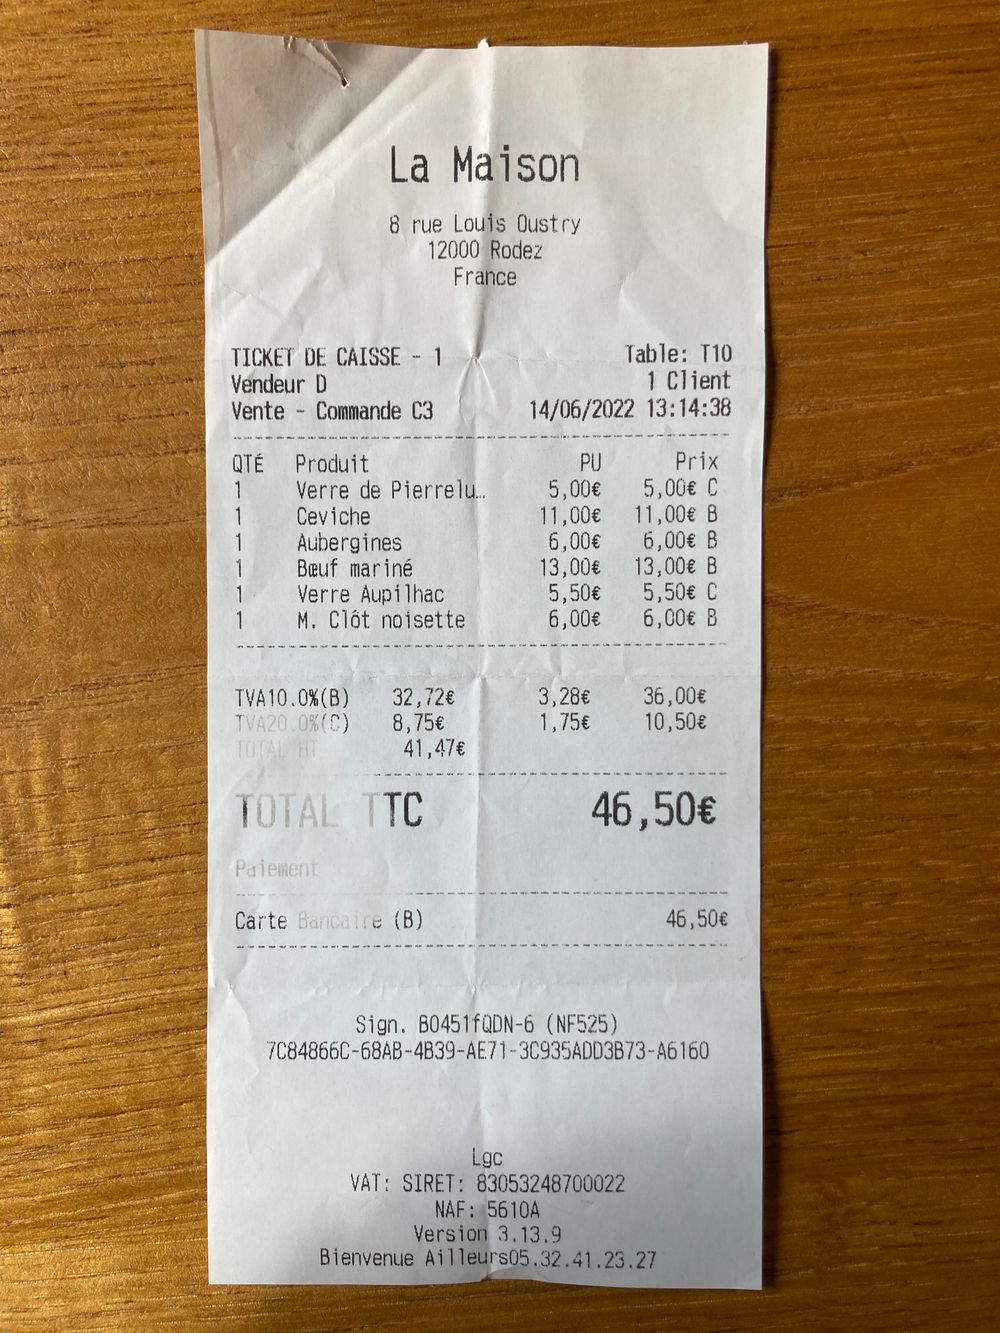 La Maison
8 rue Louis Oustry
12000 Rodez
France
TICKET DE CAISSE - 1 Table: T10
Vendeur D 1 Client
Vente - Commande C3 14/06/2022 13:14:38
QTÉ Produit PU Prix
1 Verre de Pierrelu… 5,00€ 5,00€ C
1 Ceviche 11,00€ 11,00€ B
1 Aubergines 6,00€ 6,00€ B
1 Bœuf mariné 13,00€ 13,00€ B
1 Verre Aupilhac 5,50€ 5,50€ C
1 M. Clôt noisette 6,00€ 6,00€ B
TVA10.0%(B) 32,72€ 3,28€ 36,00€
TVA20.0%(C) 8,75€ 1,75€ 10,50€
TOTAL HT 41,47€
TOTAL TTC 46,50€
Paiement
Carte Bancaire (B) 46,50€
Sign. B0451fQDN-6 (NF525)
7C84866C-68AB-4B39-AE71-3C935ADD3B73-A6160
Lgc
VAT: SIRET: 83053248700022
NAF: 5610A
Version 3.13.9
Bienvenue Ailleurs05.32.41.23.27